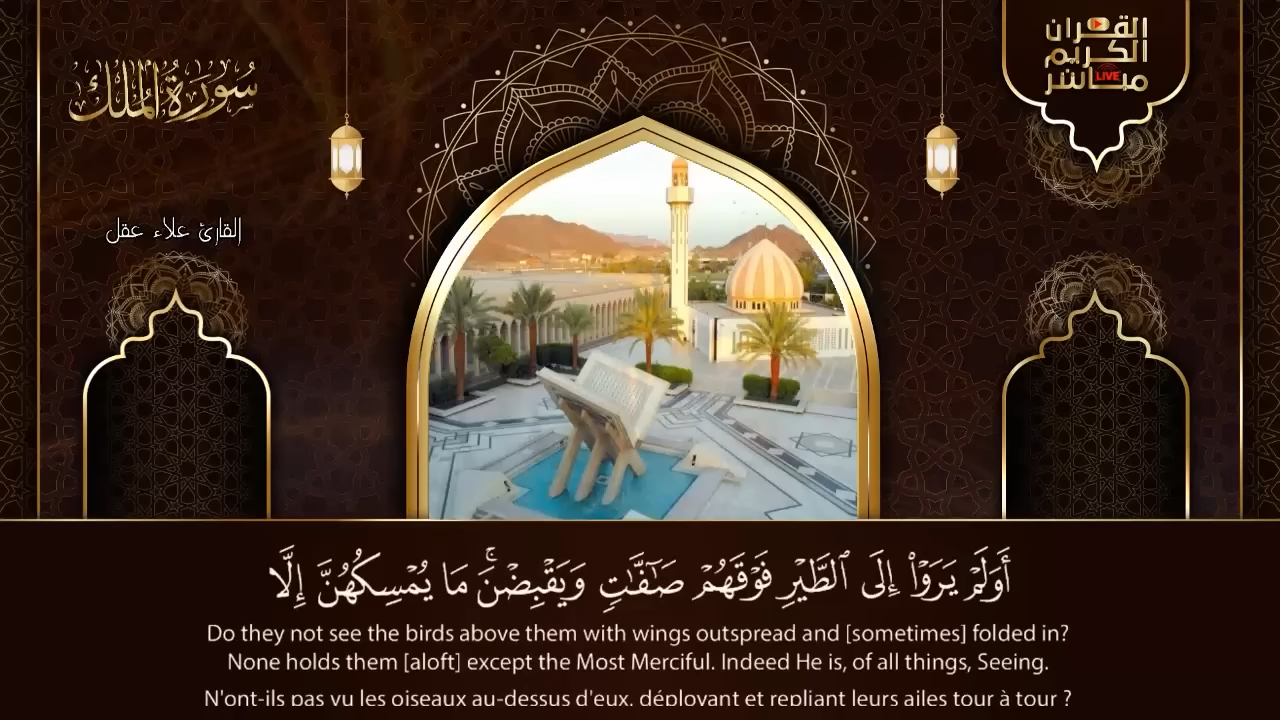 سُورَةُ المُلْك
القران
الكريم
مباشر
LIVE
القارئ علاء عقل
أَوَلَمْ يَرَوْا۟ إِلَى ٱلطَّيْرِ فَوْقَهُمْ صَـٰٓفَّـٰتٍ وَيَقْبِضْنَ ۚ مَا يُمْسِكُهُنَّ إِلَّا
Do they not see the birds above them with wings outspread and [sometimes] folded in?
None holds them [aloft] except the Most Merciful. Indeed He is, of all things, Seeing.
N'ont-ils pas vu les oiseaux au-dessus d'eux, déployant et repliant leurs ailes tour à tour ?